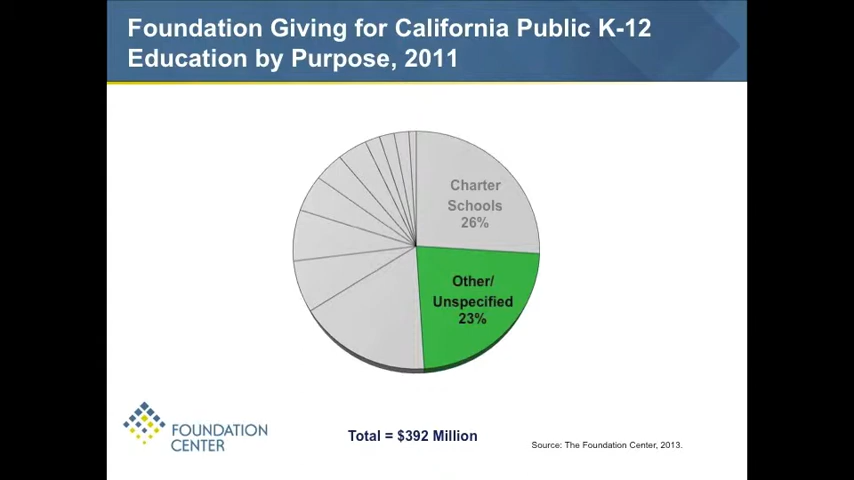 Foundation Giving for California Public K-12
Education by Purpose, 2011
Charter
Schools
26%
Other/
Unspecified
23%
FOUNDATION
CENTER
Total = $392 Million
Source: The Foundation Center, 2013.